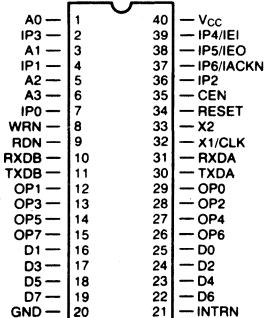 A0 1 40 VCC
IP3 2 39 IP4/IEI
A1 3 38 IP5/IEO
IP1 4 37 IP6/IACKN
A2 5 36 IP2
A3 6 35 CEN
IP0 7 34 RESET
WRN 8 33 X2
RDN 9 32 X1/CLK
RXDB 10 31 RXDA
TXDB 11 30 TXDA
OP1 12 29 OP0
OP3 13 28 OP2
OP5 14 27 OP4
OP7 15 26 OP6
D1 16 25 D0
D3 17 24 D2
D5 18 23 D4
D7 19 22 D6
GND 20 21 INTRN